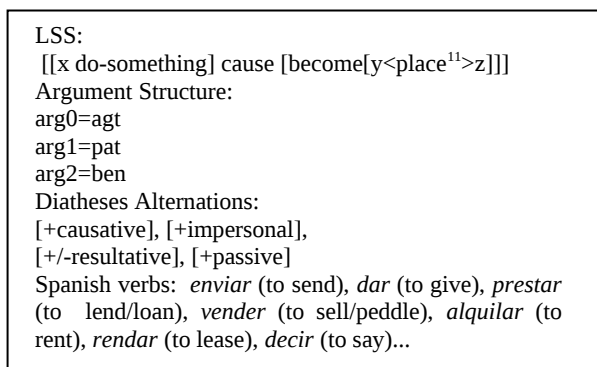 LSS:
[[x do-something] cause [become[y<place¹¹>z]]]
Argument Structure:
arg0=agt
arg1=pat
arg2=ben
Diatheses Alternations:
[+causative], [+impersonal],
[+/-resultative], [+passive]
Spanish verbs: enviar (to send), dar (to give), prestar
(to lend/loan), vender (to sell/peddle), alquilar (to
rent), rendar (to lease), decir (to say)...